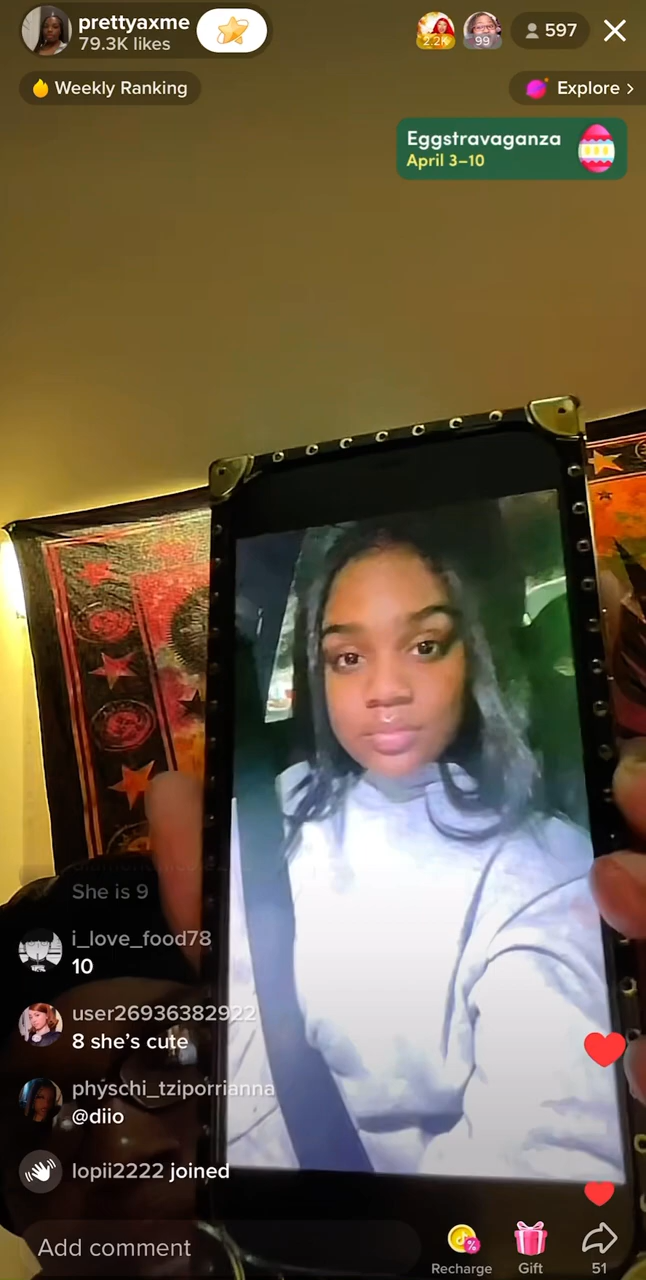 prettyaxme
79.3K likes
2.2K
99
597
Weekly Ranking
Explore >
Eggstravaganza
April 3–10
She is 9
i_love_food78
10
user26936382922
8 she's cute
physchi_tziporrianna
@diio
lopii2222 joined
Add comment
Recharge
Gift
51